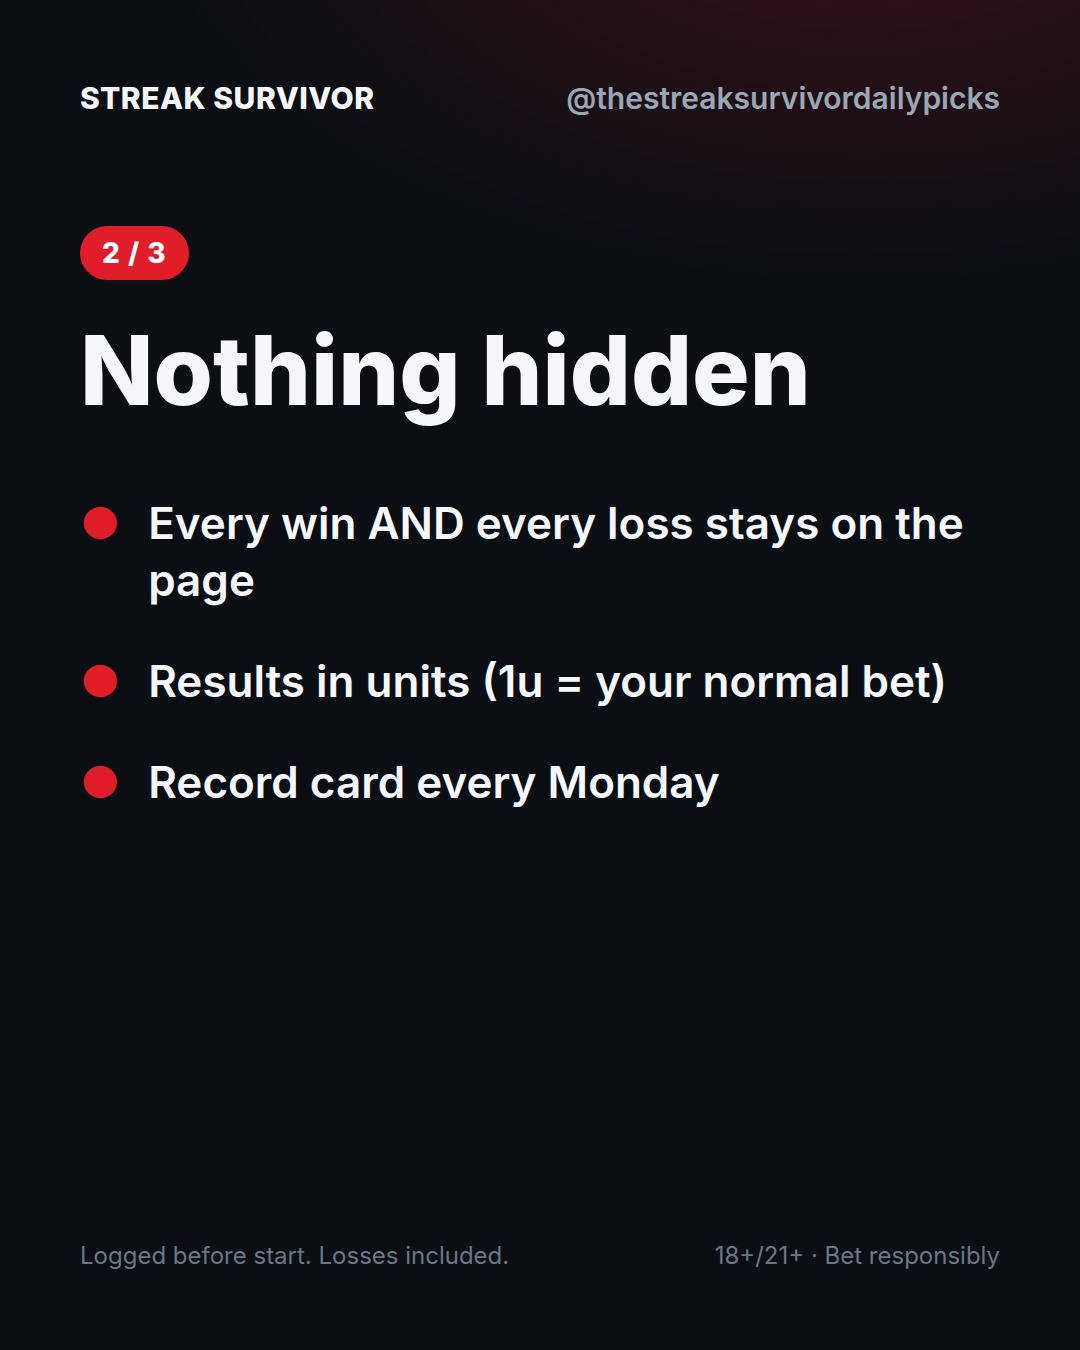 STREAK SURVIVOR
@thestreaksurvivordailypicks
2 / 3
Nothing hidden
Every win AND every loss stays on the
page
Results in units (1u = your normal bet)
Record card every Monday
Logged before start. Losses included.
18+/21+ · Bet responsibly